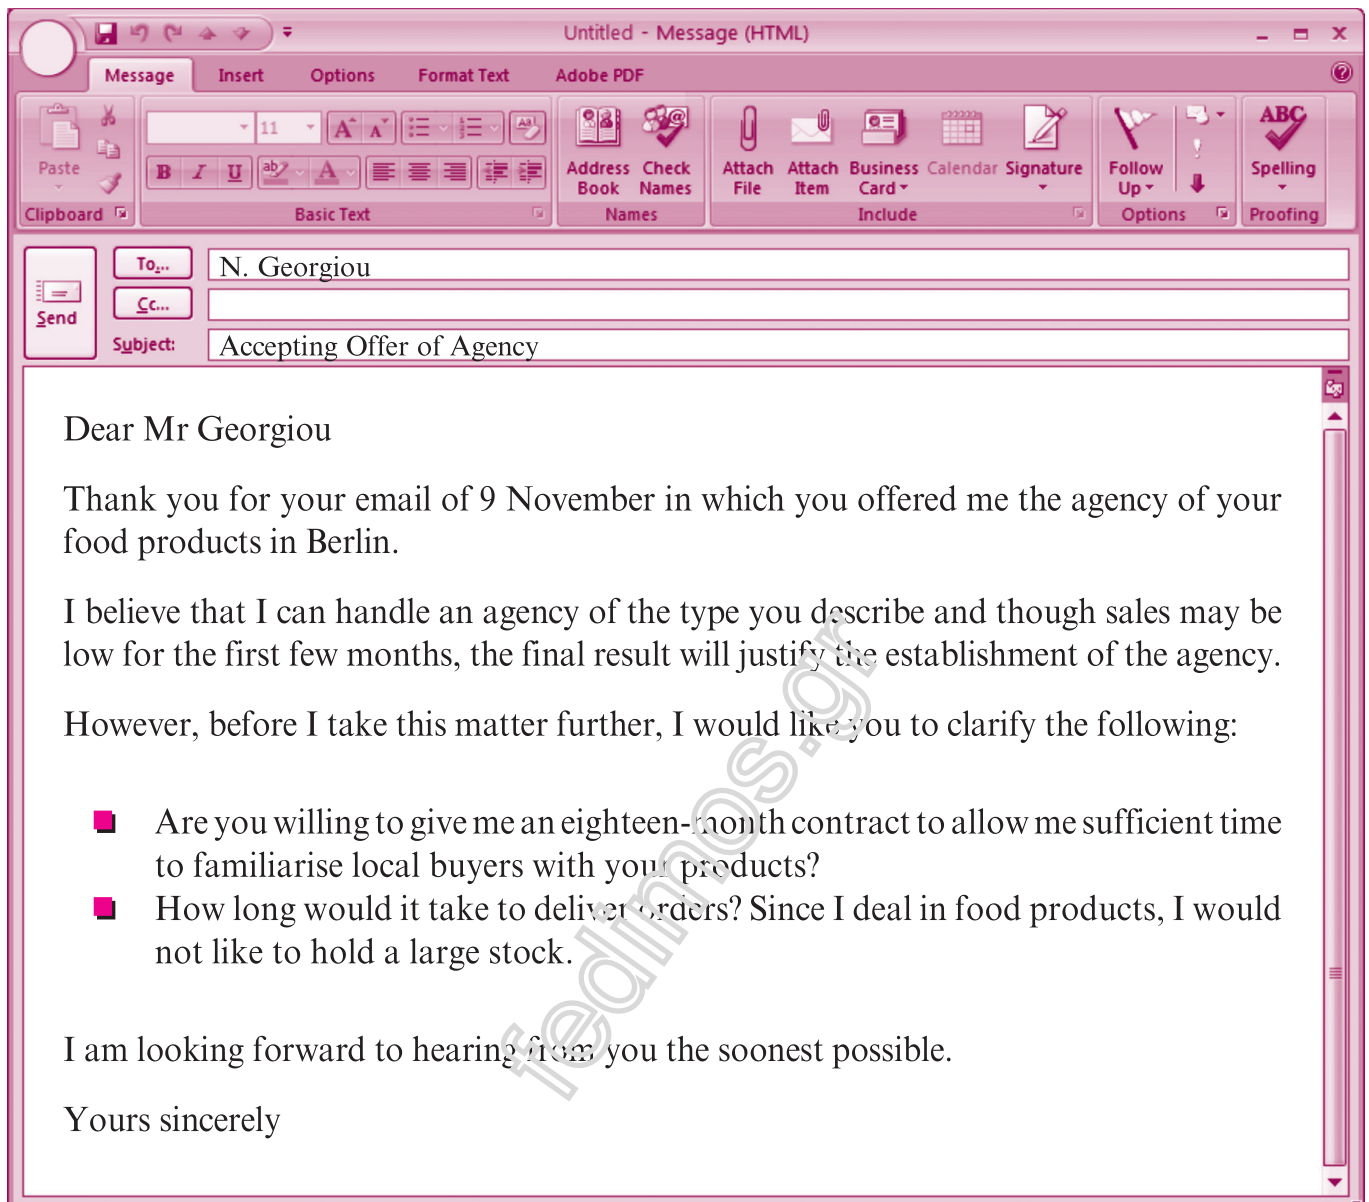 Untitled - Message (HTML)
Message Insert Options Format Text Adobe PDF
11 A A Aa
ABC
Paste
B I U ab A
Address Book Check Names Attach File Attach Item Business Card Calendar Signature Follow Up Spelling
Clipboard Basic Text Names Include Options Proofing
To... N. Georgiou
Cc...
Send
Subject: Accepting Offer of Agency
Dear Mr Georgiou
Thank you for your email of 9 November in which you offered me the agency of your
food products in Berlin.
I believe that I can handle an agency of the type you describe and though sales may be
low for the first few months, the final result will justify the establishment of the agency.
However, before I take this matter further, I would like you to clarify the following:
Are you willing to give me an eighteen-month contract to allow me sufficient time
to familiarise local buyers with your products?
How long would it take to deliver orders? Since I deal in food products, I would
not like to hold a large stock.
I am looking forward to hearing from you the soonest possible.
Yours sincerely
fedimos.gr